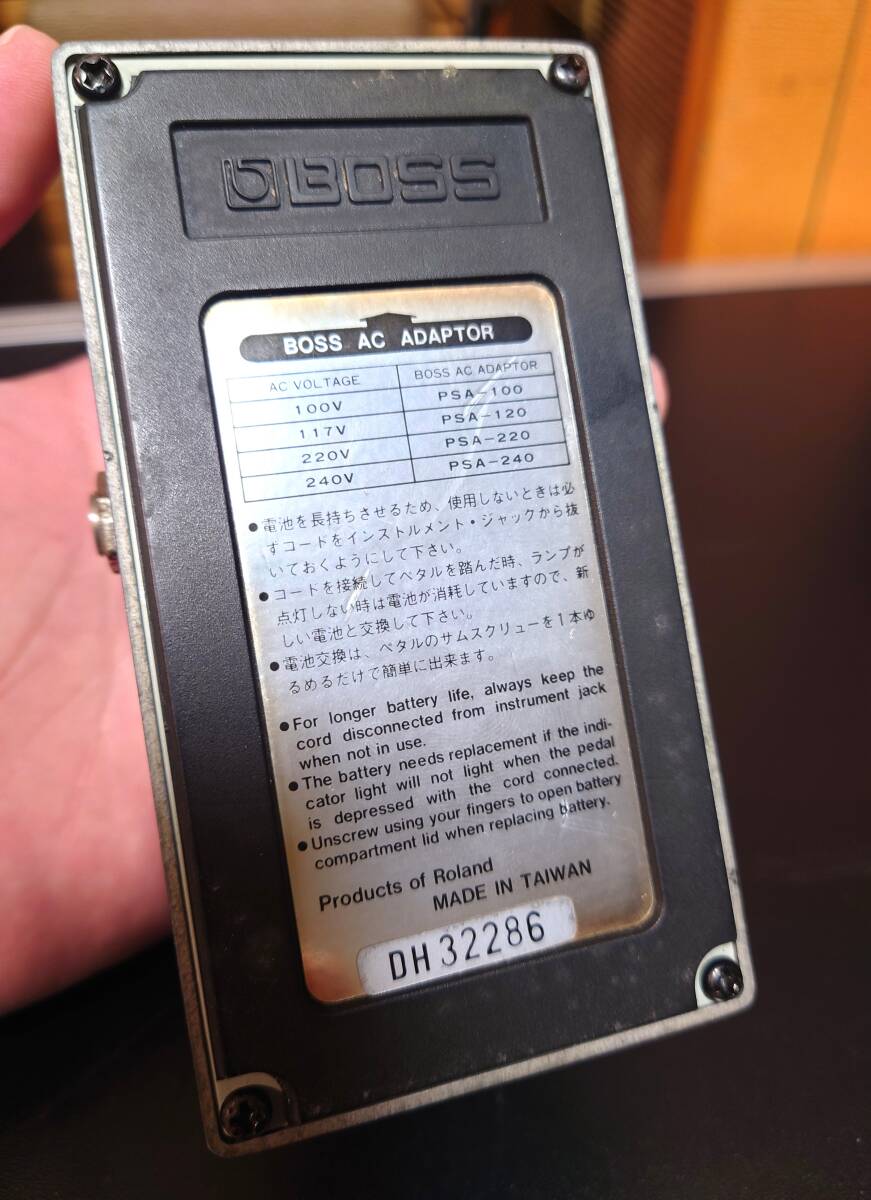 BOSS
BOSS AC ADAPTOR
AC VOLTAGE BOSS AC ADAPTOR
100V PSA-100
117V PSA-120
220V PSA-220
240V PSA-240
●電池を長持ちさせるため、使用しないときは必
ずコードをインストルメント・ジャックから抜
いておくようにして下さい。
●コードを接続してペタルを踏んだ時、ランプが
点灯しない時は電池が消耗していますので、新
しい電池と交換して下さい。
●電池交換は、ペタルのサムスクリューを1本ゆ
るめるだけで簡単に出来ます。
●For longer battery life, always keep the
cord disconnected from instrument jack
when not in use.
●The battery needs replacement if the indi-
cator light will not light when the pedal
is depressed with the cord connected.
●Unscrew using your fingers to open battery
compartment lid when replacing battery.
Products of Roland
MADE IN TAIWAN
DH32286